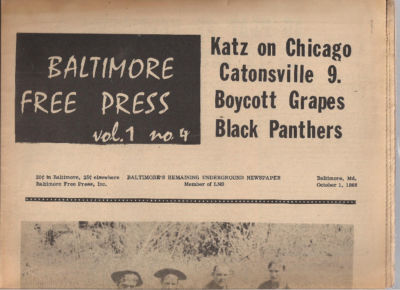 BALTIMORE
FREE PRESS
vol.1 no.4
Katz on Chicago
Catonsville 9.
Boycott Grapes
Black Panthers
20¢ in Baltimore, 25¢ elsewhere BALTIMORE'S REMAINING UNDERGROUND NEWSPAPER Baltimore, Md.
Baltimore Free Press, Inc. Member of LNS October 1, 1968